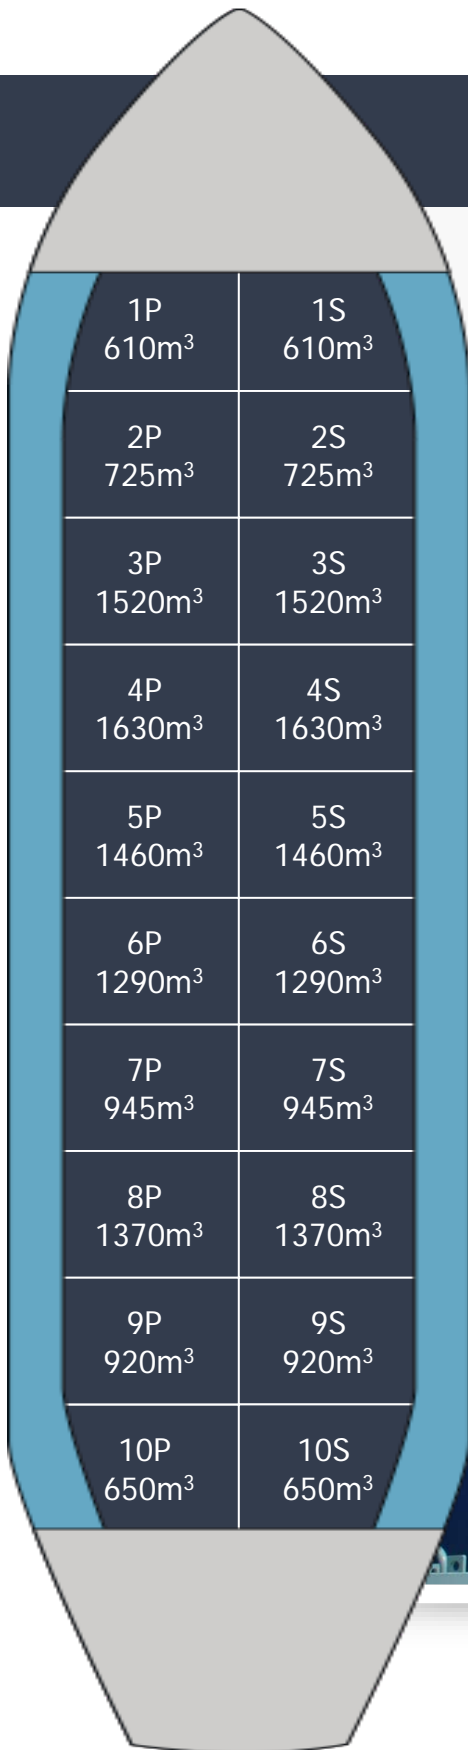 1P
610m³
1S
610m³
2P
725m³
2S
725m³
3P
1520m³
3S
1520m³
4P
1630m³
4S
1630m³
5P
1460m³
5S
1460m³
6P
1290m³
6S
1290m³
7P
945m³
7S
945m³
8P
1370m³
8S
1370m³
9P
920m³
9S
920m³
10P
650m³
10S
650m³